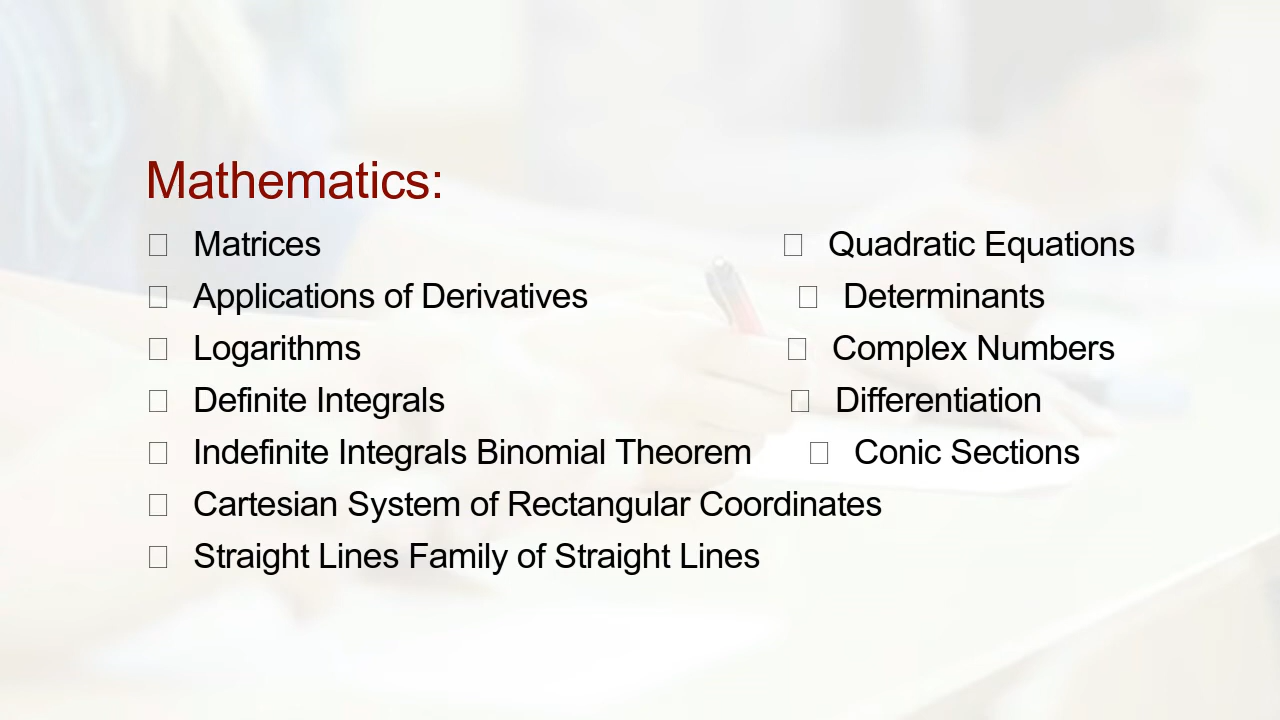 Mathematics:
Matrices Quadratic Equations
Applications of Derivatives Determinants
Logarithms Complex Numbers
Definite Integrals Differentiation
Indefinite Integrals Binomial Theorem Conic Sections
Cartesian System of Rectangular Coordinates
Straight Lines Family of Straight Lines